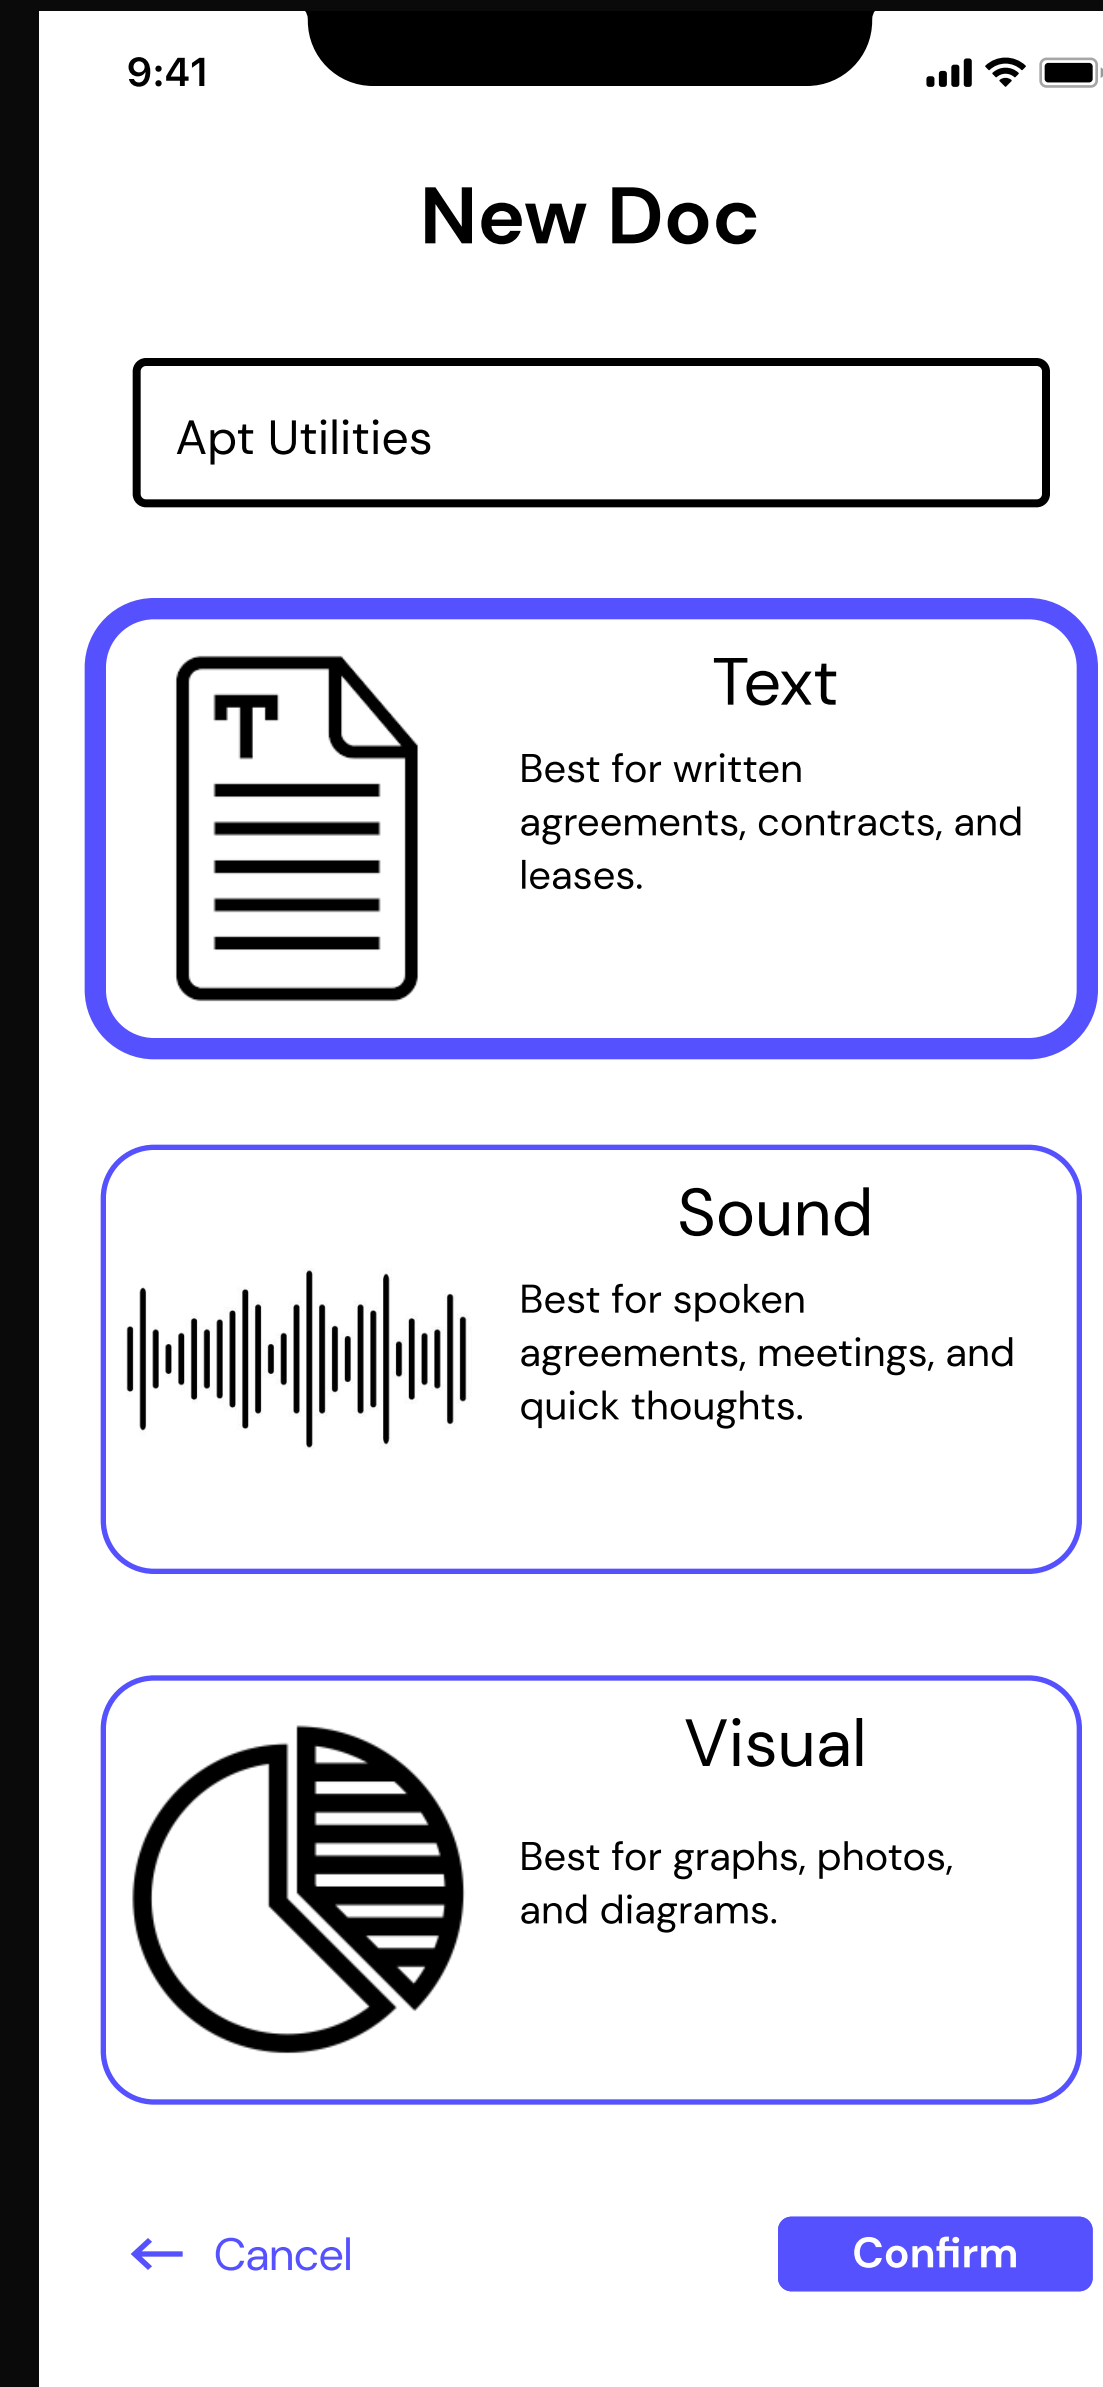 9:41
New Doc
Apt Utilities
T
Text
Best for written
agreements, contracts, and
leases.
Sound
Best for spoken
agreements, meetings, and
quick thoughts.
Visual
Best for graphs, photos,
and diagrams.
Cancel
Confirm